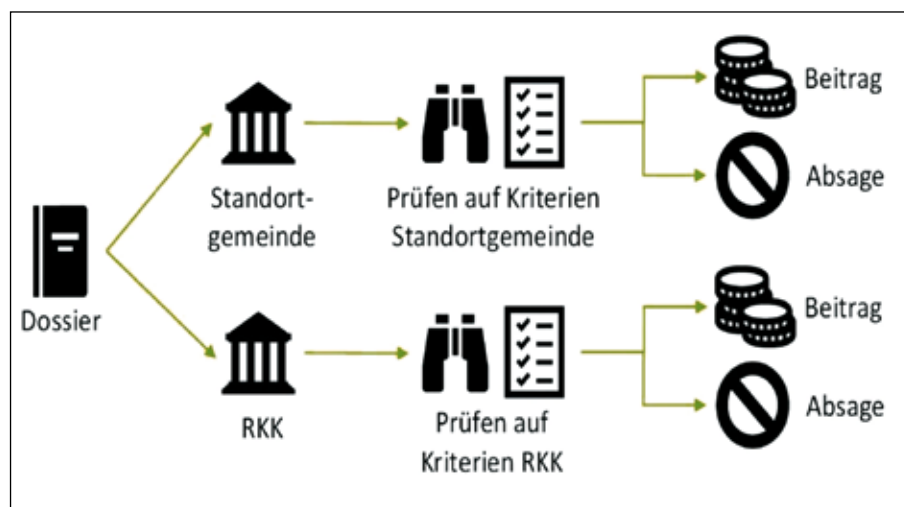 Beitrag
Absage
Standort-
gemeinde
Prüfen auf Kriterien
Standortgemeinde
Dossier
Beitrag
Absage
RKK
Prüfen auf
Kriterien RKK